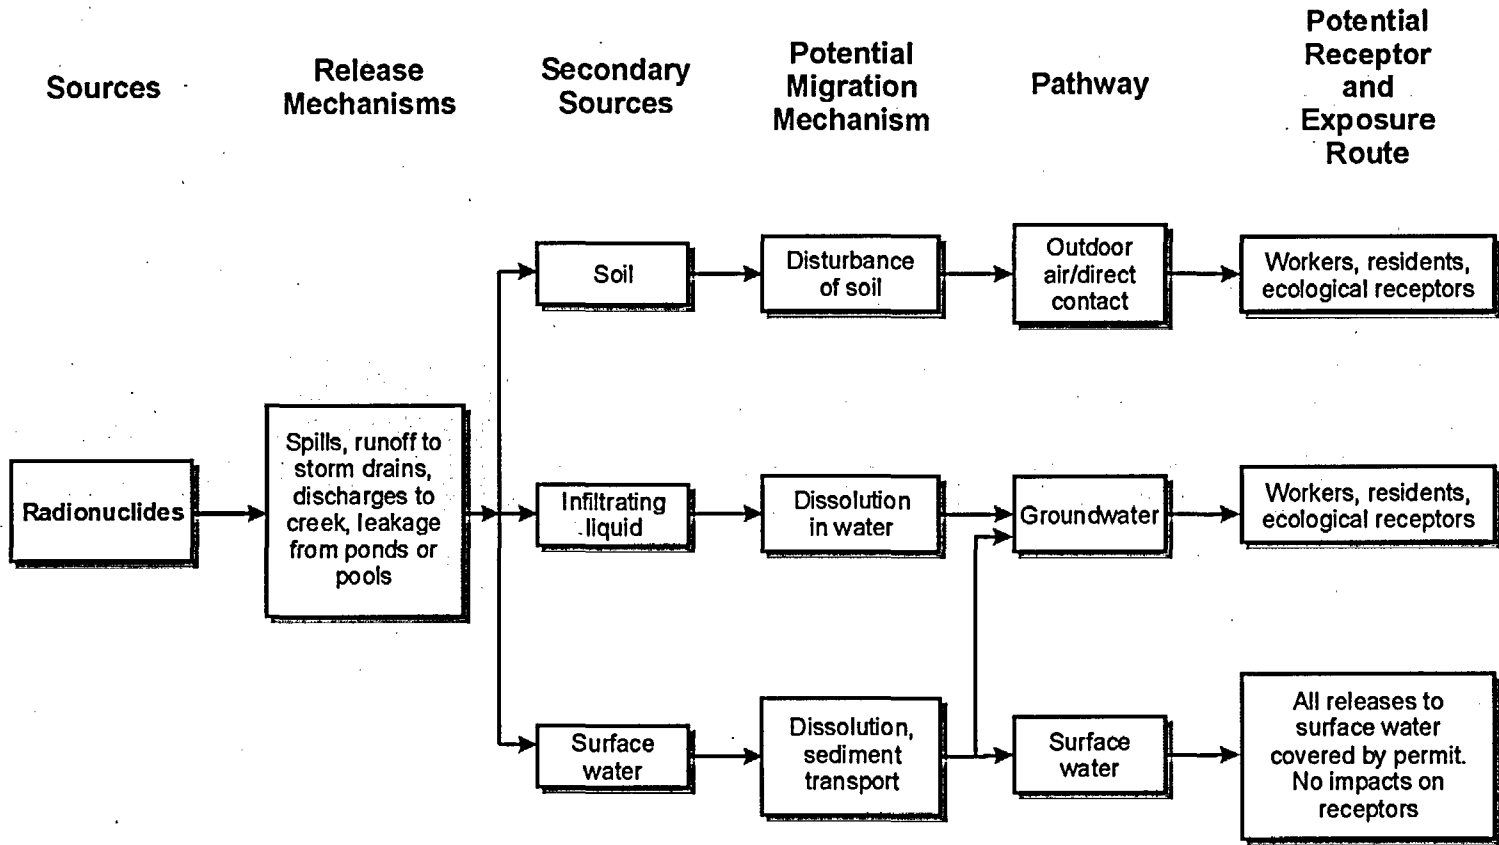 Sources
Release
Mechanisms
Secondary
Sources
Potential
Migration
Mechanism
Pathway
Potential
Receptor
and
Exposure
Route
Soil
Disturbance
of soil
Outdoor
air/direct
contact
Workers, residents,
ecological receptors
Radionuclides
Spills, runoff to
storm drains,
discharges to
creek, leakage
from ponds or
pools
Infiltrating
liquid
Dissolution
in water
Groundwater
Workers, residents,
ecological receptors
Surface
water
Dissolution,
sediment
transport
Surface
water
All releases to
surface water
covered by permit.
No impacts on
receptors